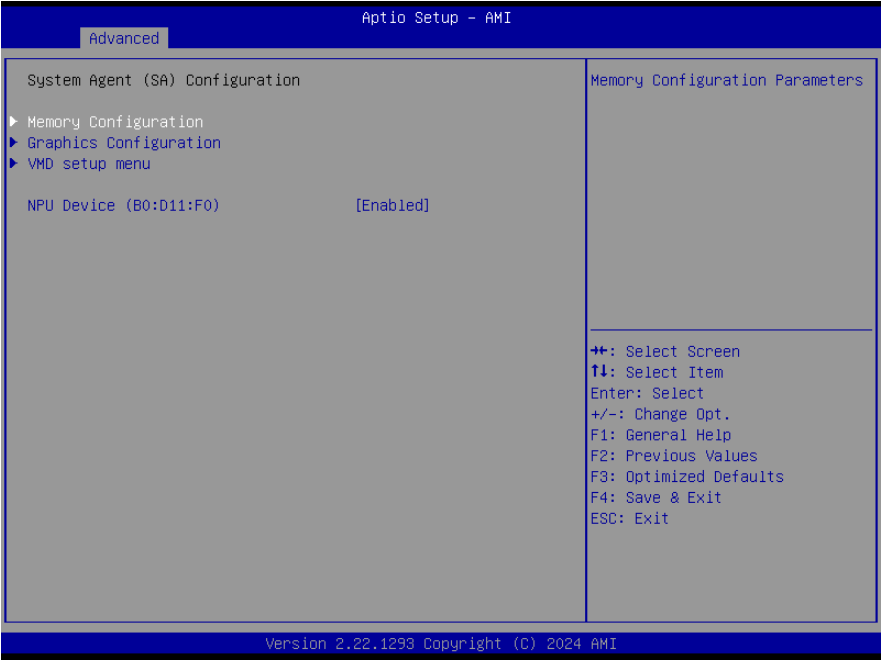 Aptio Setup – AMI
Advanced
System Agent (SA) Configuration
Memory Configuration
Graphics Configuration
VMD setup menu
NPU Device (B0:D11:F0) [Enabled]
Memory Configuration Parameters
→←: Select Screen
↑↓: Select Item
Enter: Select
+/-: Change Opt.
F1: General Help
F2: Previous Values
F3: Optimized Defaults
F4: Save & Exit
ESC: Exit
Version 2.22.1293 Copyright (C) 2024 AMI